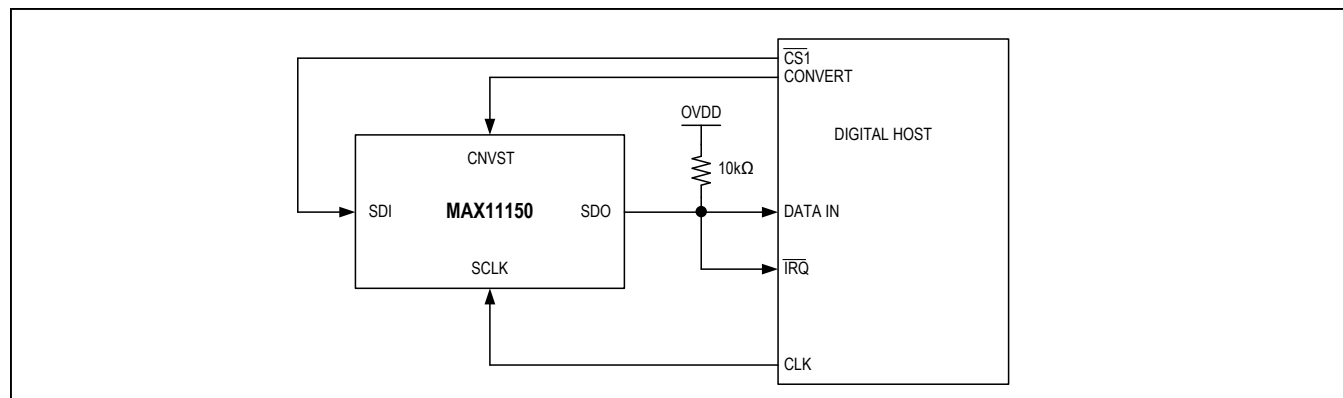 CS1
CONVERT
OVDD
DIGITAL HOST
CNVST
10kΩ
SDI
MAX11150
SDO
DATA IN
SCLK
IRQ
CLK